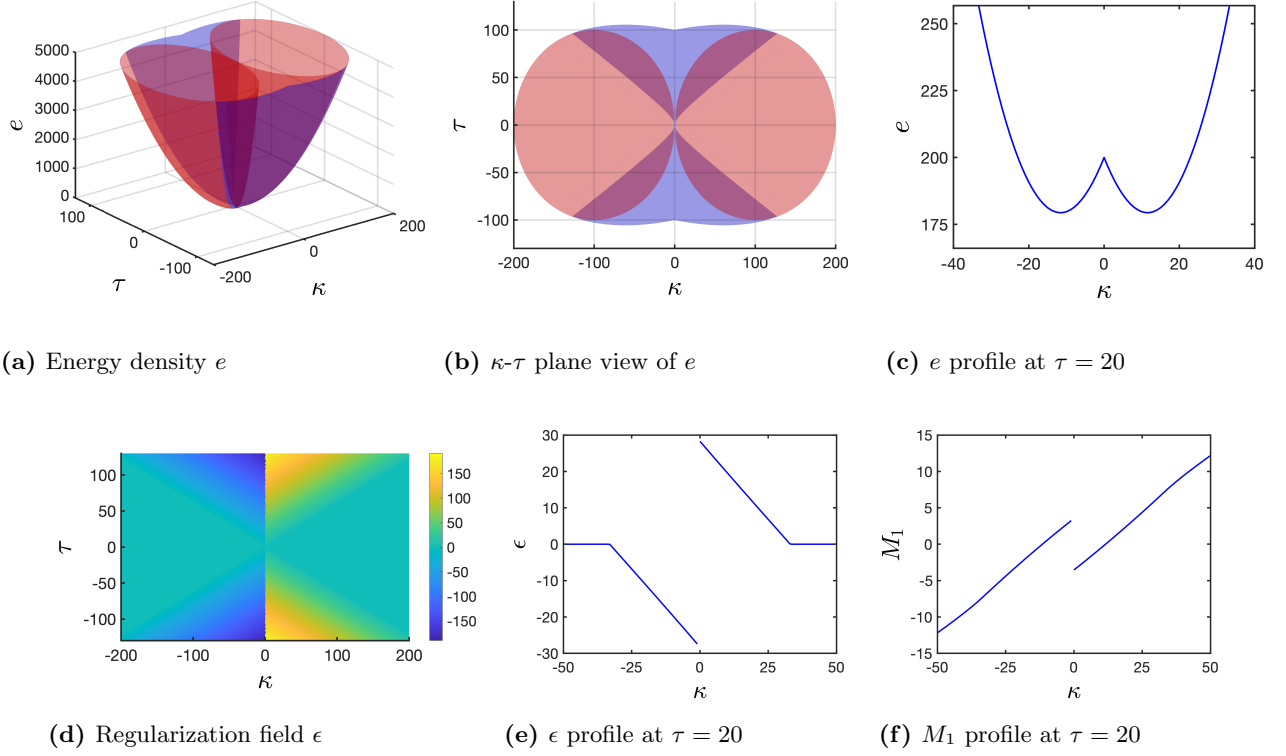 5000
4000
3000
2000
1000
0
e
100
0
-100
τ
-200
0
200
κ
100
50
0
-50
-100
τ
-200 -100 0 100 200
κ
250
225
200
175
e
-40 -20 0 20 40
κ
(a) Energy density e
(b) κ-τ plane view of e
(c) e profile at τ = 20
100
50
0
-50
-100
τ
-200 -100 0 100 200
κ
150
100
50
0
-50
-100
-150
30
20
10
0
-10
-20
-30
ϵ
-50 -25 0 25 50
κ
15
10
5
0
-5
-10
-15
M₁
-50 -25 0 25 50
κ
(d) Regularization field ϵ
(e) ϵ profile at τ = 20
(f) M₁ profile at τ = 20